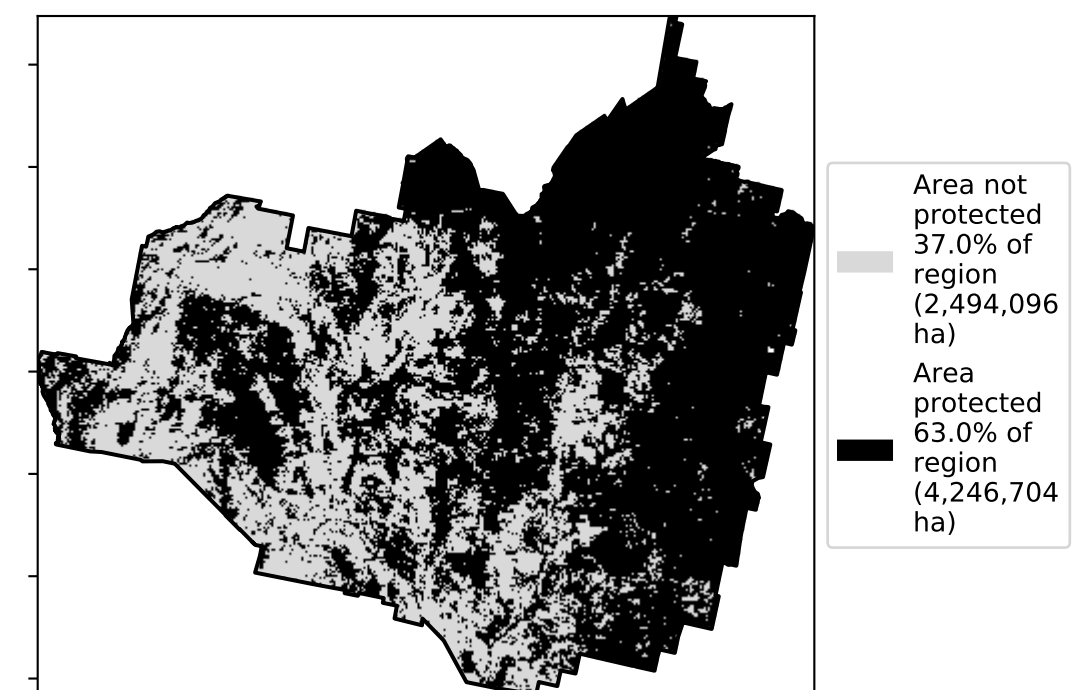 Area not
protected
37.0% of
region
(2,494,096
ha)
Area
protected
63.0% of
region
(4,246,704
ha)